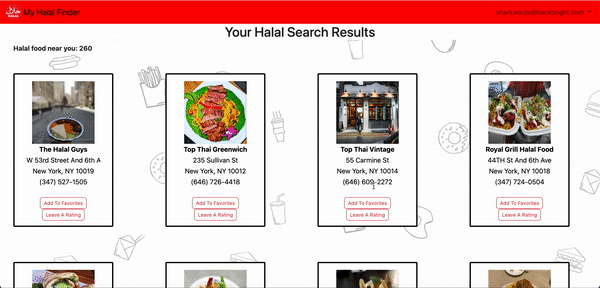 حلال
HALAL
My Halal Finder
Your Halal Search Results
Halal food near you: 260
The Halal Guys
W 53rd Street And 6th A
New York, NY 10019
(347) 527-1505
Add To Favorites
Leave A Rating
Top Thai Greenwich
235 Sullivan St
New York, NY 10012
(646) 726-4418
Add To Favorites
Leave A Rating
Top Thai Vintage
55 Carmine St
New York, NY 10014
(646) 609-2272
Add To Favorites
Leave A Rating
Royal Grill Halal Food
44TH St And 6th Ave
New York, NY 10018
(347) 724-0504
Add To Favorites
Leave A Rating